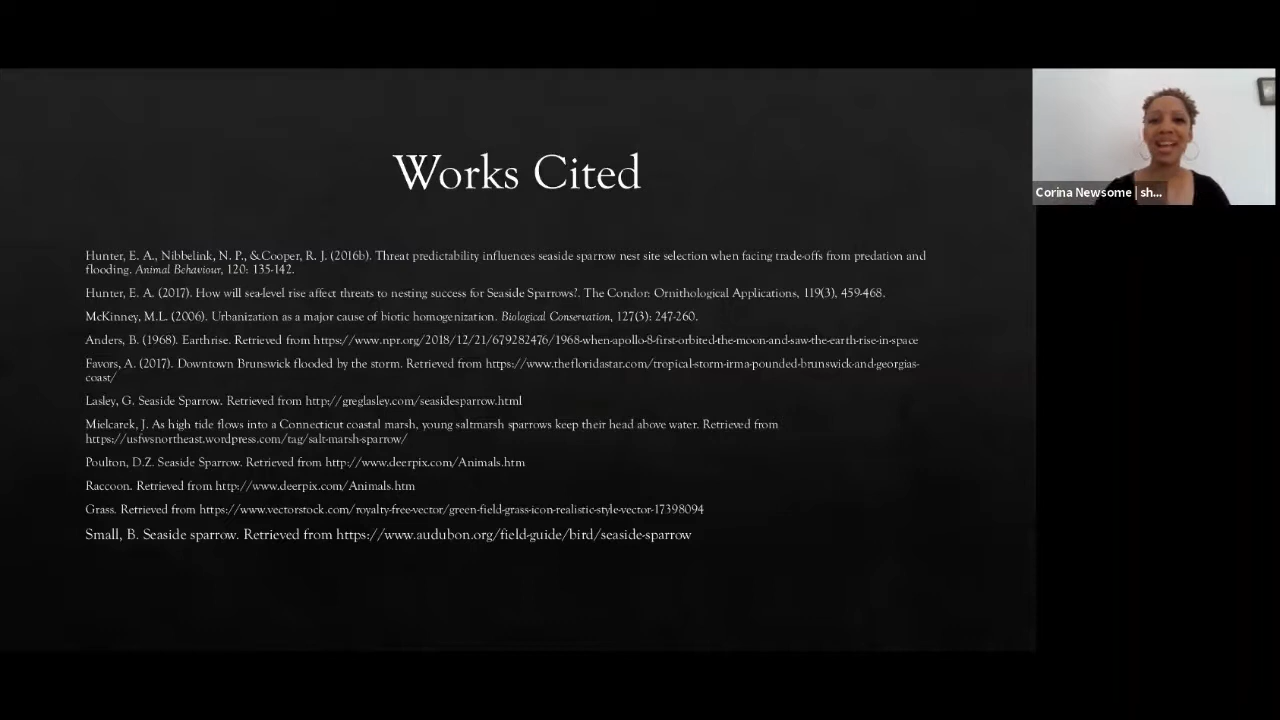 Works Cited
Hunter, E. A., Nibbelink, N. P., & Cooper, R. J. (2016b). Threat predictability influences seaside sparrow nest site selection when facing trade-offs from predation and
flooding. Animal Behaviour, 120: 135-142.
Hunter, E. A. (2017). How will sea-level rise affect threats to nesting success for Seaside Sparrows?. The Condor: Ornithological Applications, 119(3), 459-468.
McKinney, M.L. (2006). Urbanization as a major cause of biotic homogenization. Biological Conservation, 127(3): 247-260.
Anders, B. (1968). Earthrise. Retrieved from https://www.npr.org/2018/12/21/679282476/1968-when-apollo-8-first-orbited-the-moon-and-saw-the-earth-rise-in-space
Favors, A. (2017). Downtown Brunswick flooded by the storm. Retrieved from https://www.thefloridastar.com/tropical-storm-irma-pounded-brunswick-and-georgias-
coast/
Lasley, G. Seaside Sparrow. Retrieved from http://greglasley.com/seasidesparrow.html
Mielcarek, J. As high tide flows into a Connecticut coastal marsh, young saltmarsh sparrows keep their head above water. Retrieved from
https://usfwsnortheast.wordpress.com/tag/salt-marsh-sparrow/
Poulton, D.Z. Seaside Sparrow. Retrieved from http://www.deerpix.com/Animals.htm
Raccoon. Retrieved from http://www.deerpix.com/Animals.htm
Grass. Retrieved from https://www.vectorstock.com/royalty-free-vector/green-field-grass-icon-realistic-style-vector-17398094
Small, B. Seaside sparrow. Retrieved from https://www.audubon.org/field-guide/bird/seaside-sparrow
Corina Newsome | sh...